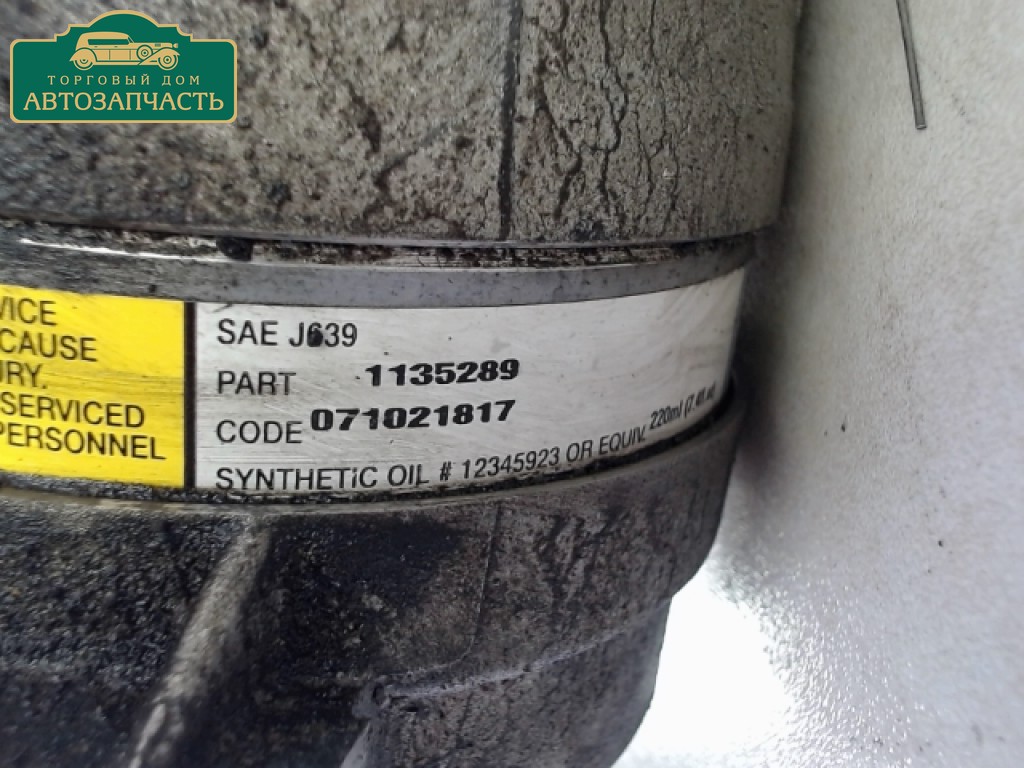 ТОРГОВЫЙ ДОМ
АВТОЗАПЧАСТЬ
VICE
CAUSE
URY.
SERVICED
PERSONNEL
SAE J639
PART 1135289
CODE 071021817
SYNTHETIC OIL # 12345923 OR EQUIV. 220ml